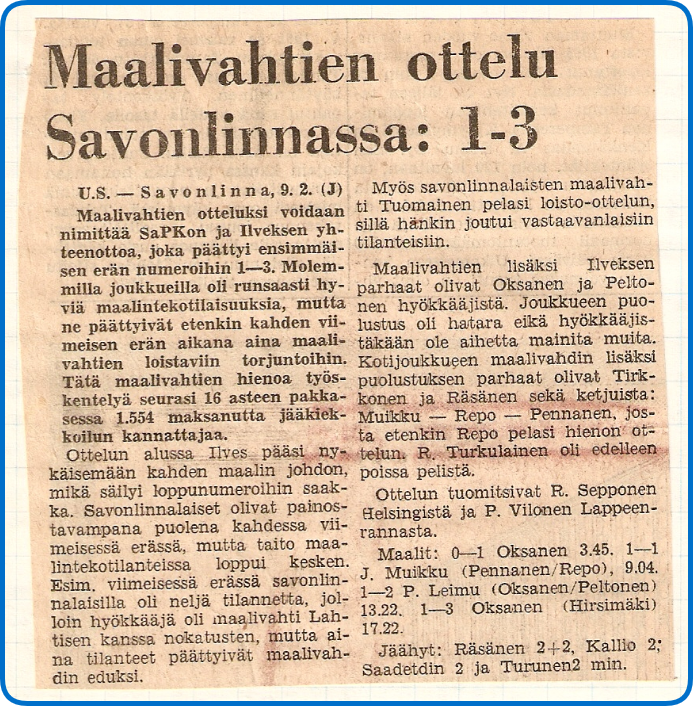 Maalivahtien ottelu
Savonlinnassa: 1-3
U.S. — Savonlinna, 9. 2. (J)
Maalivahtien otteluksi voidaan
nimittää SaPKon ja Ilveksen yh-
teenottoa, joka päättyi ensimmäi-
sen erän numeroihin 1—3. Molem-
milla joukkueilla oli runsaasti hy-
viä maalintekotilaisuuksia, mutta
ne päättyivät etenkin kahden vii-
meisen erän aikana aina maali-
vahtien loistaviin torjuntoihin.
Tätä maalivahtien hienoa työs-
kentelyä seurasi 16 asteen pakka-
sessa 1.554 maksanutta jääkiek-
koilun kannattajaa.
Ottelun alussa Ilves pääsi ny-
käisemään kahden maalin johdon,
mikä säilyi loppunumeroihin saak-
ka. Savonlinnalaiset olivat painos-
tavampana puolena kahdessa vii-
meisessä erässä, mutta taito maa-
lintekotilanteissa loppui kesken.
Esim. viimeisessä erässä savonlin-
nalaisilla oli neljä tilannetta, jol-
loin hyökkääjä oli maalivahti Lah-
tisen kanssa nokatusten, mutta ai-
na tilanteet päättyivät maalivah-
din eduksi.
Myös savonlinnalaisten maalivah-
ti Tuomainen pelasi loisto-ottelun,
sillä hänkin joutui vastaavanlaisiin
tilanteisiin.
Maalivahtien lisäksi Ilveksen
parhaat olivat Oksanen ja Pelto-
nen hyökkääjistä. Joukkueen puo-
lustus oli hatara eikä hyökkääjis-
täkään ole aihetta mainita muita.
Kotijoukkueen maalivahdin lisäksi
puolustuksen parhaat olivat Tirk-
konen ja Räsänen sekä ketjuista:
Muikku — Repo — Pennanen, jos-
ta etenkin Repo pelasi hienon ot-
telun. R. Turkulainen oli edelleen
poissa pelistä.
Ottelun tuomitsivat R. Sepponen
Helsingistä ja P. Vilonen Lappeen-
rannasta.
Maalit: 0—1 Oksanen 3.45. 1—1
J. Muikku (Pennanen/Repo), 9.04.
1—2 P. Leimu (Oksanen/Peltonen)
13.22. 1—3 Oksanen (Hirsimäki)
17.22.
Jäähyt: Räsänen 2+2, Kallio 2;
Saadetdin 2 ja Turunen2 min.